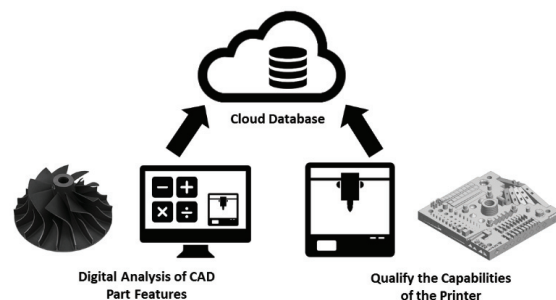 Cloud Database
Digital Analysis of CAD
Part Features
Qualify the Capabilities
of the Printer